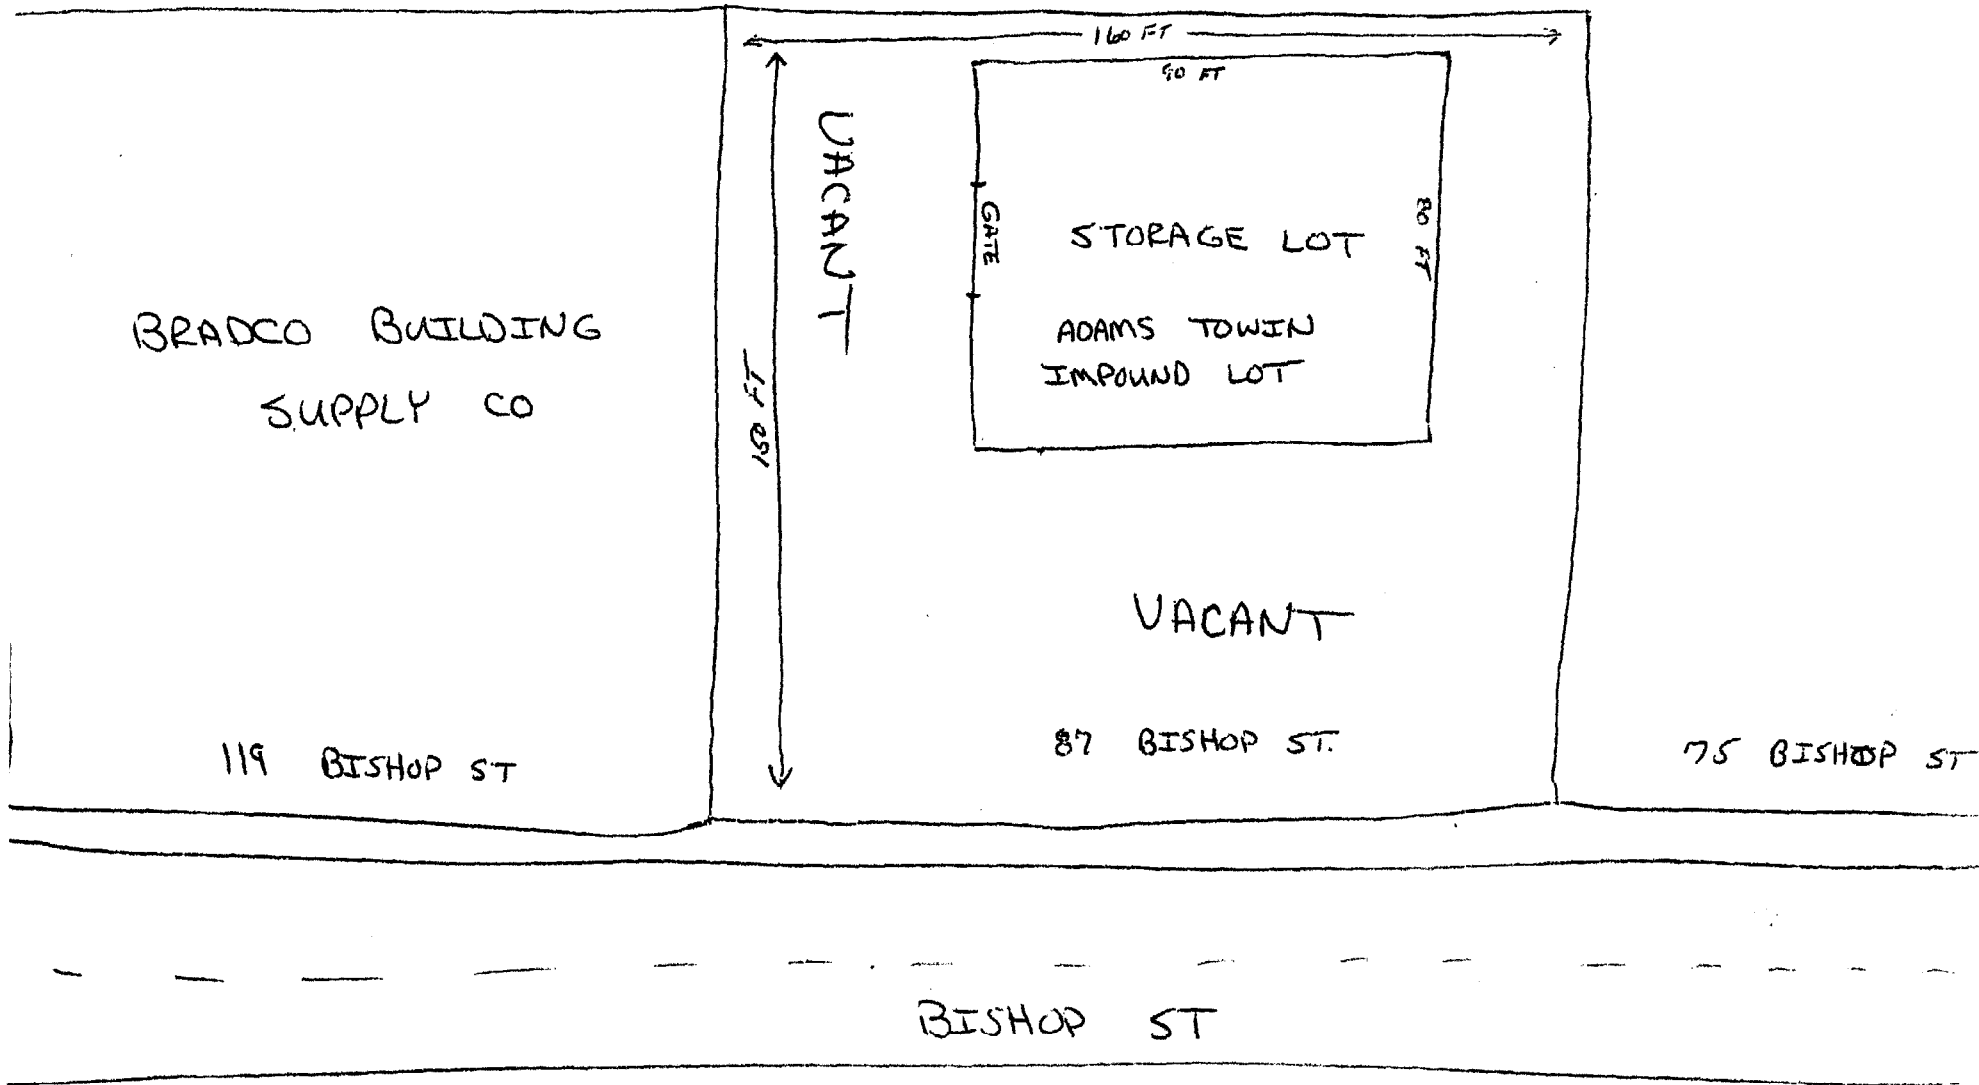 160 FT
90 FT
VACANT
GATE
STORAGE LOT
80 FT
ADAMS TOWIN
IMPOUND LOT
BRADCO BUILDING
SUPPLY CO
150 FT
VACANT
119 BISHOP ST
87 BISHOP ST.
75 BISHOP ST
BISHOP ST